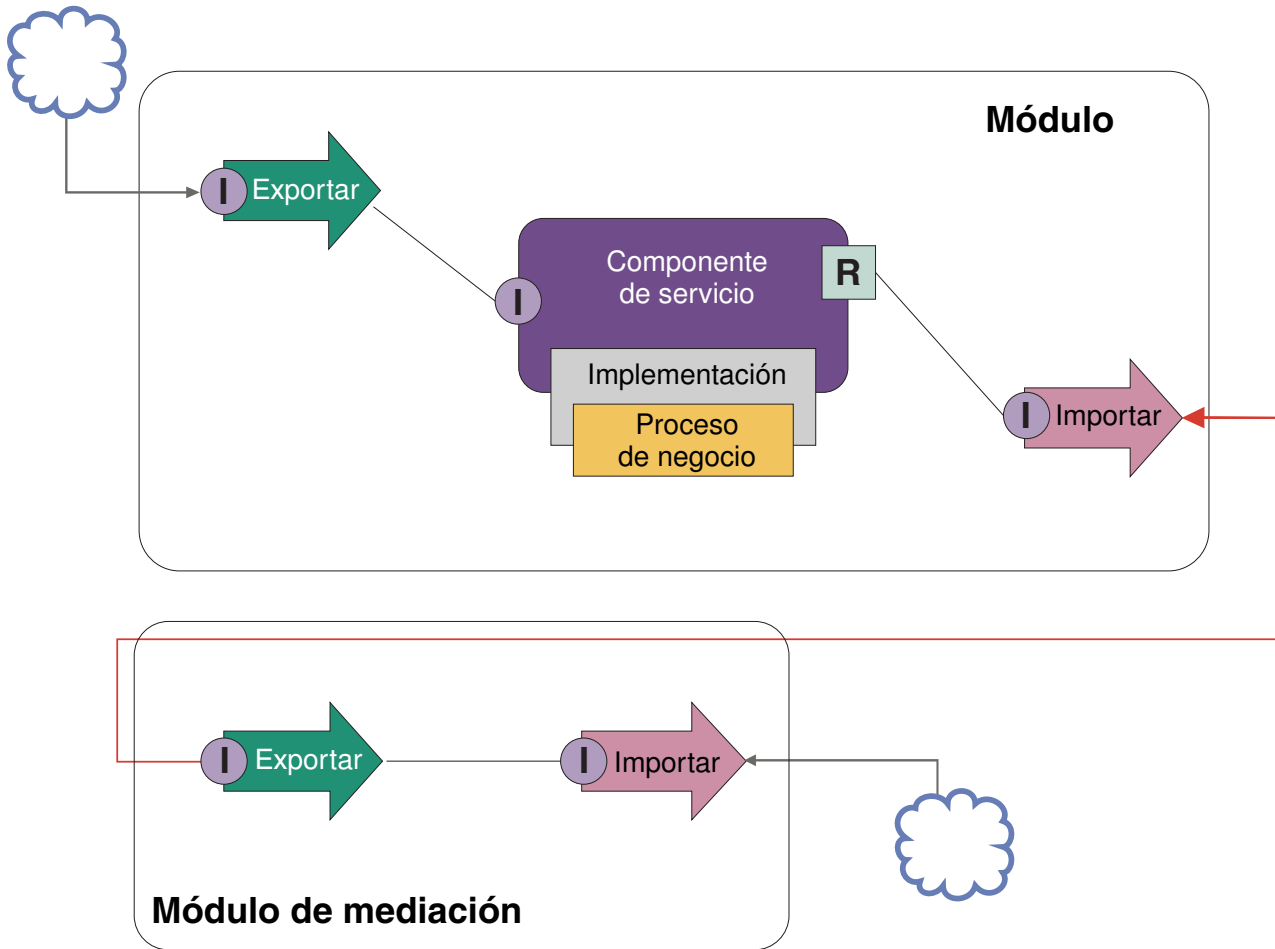 Módulo
I
Exportar
Componente
de servicio
R
I
Implementación
Proceso
de negocio
I
Importar
I
Exportar
I
Importar
Módulo de mediación